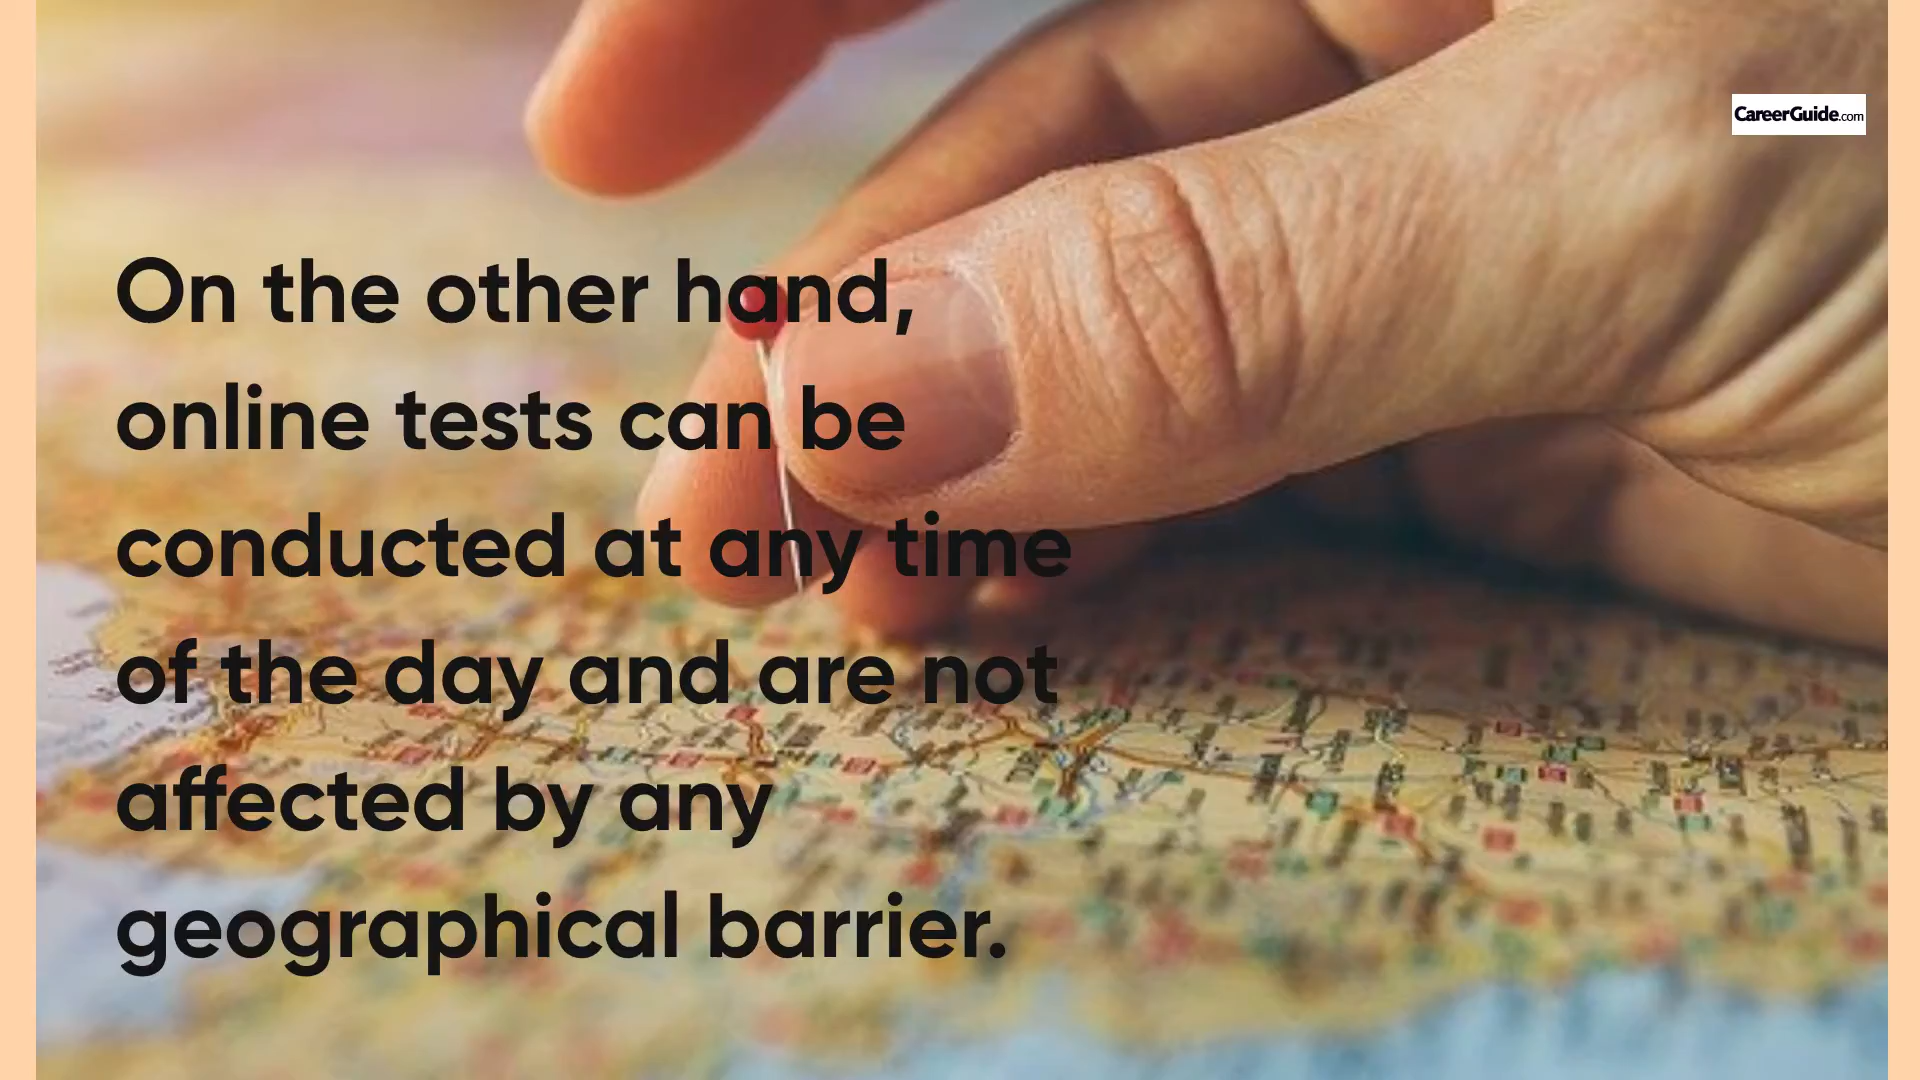 CareerGuide.com
On the other hand,
online tests can be
conducted at any time
of the day and are not
affected by any
geographical barrier.